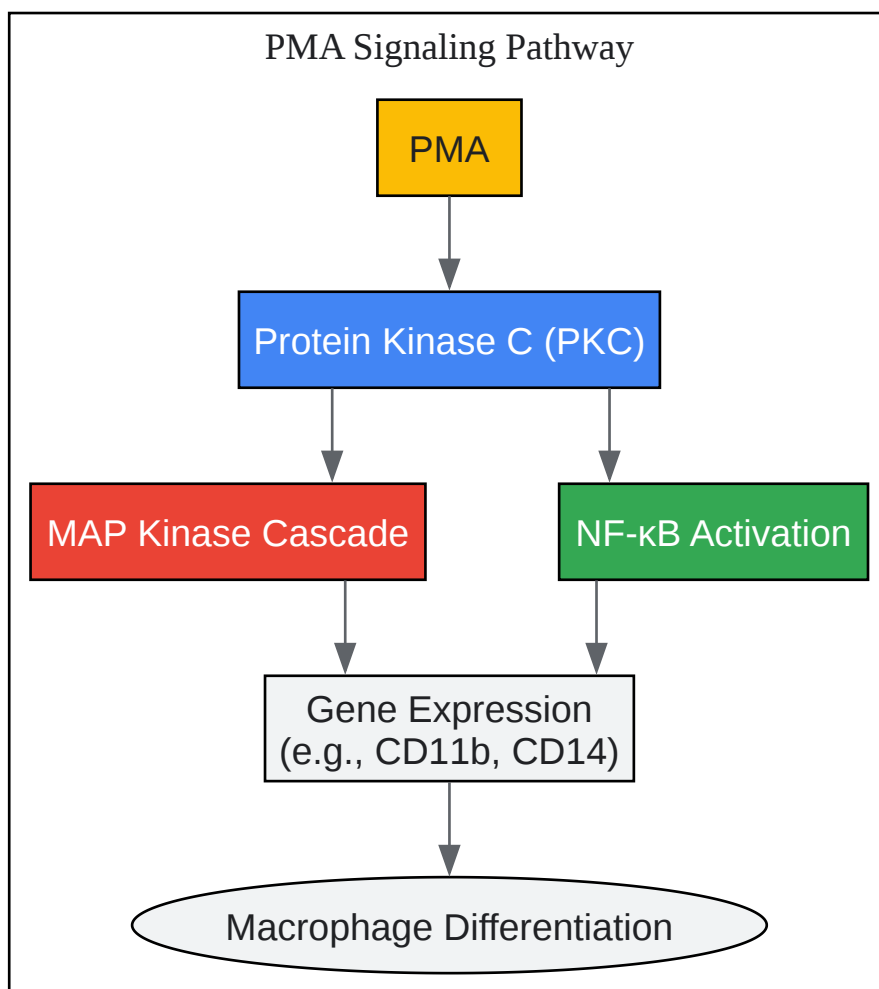 PMA Signaling Pathway
PMA
Protein Kinase C (PKC)
MAP Kinase Cascade
NF-κB Activation
Gene Expression
(e.g., CD11b, CD14)
Macrophage Differentiation